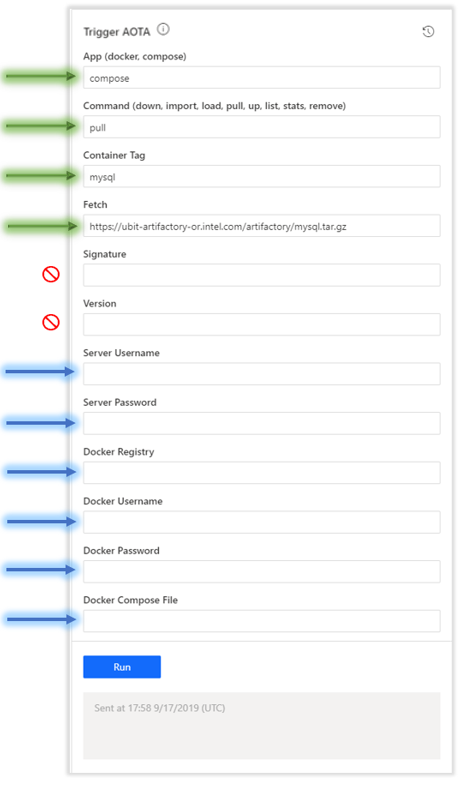 Trigger AOTA
App (docker, compose)
compose
Command (down, import, load, pull, up, list, stats, remove)
pull
Container Tag
mysql
Fetch
https://ubit-artifactory-or.intel.com/artifactory/mysql.tar.gz
Signature
Version
Server Username
Server Password
Docker Registry
Docker Username
Docker Password
Docker Compose File
Run
Sent at 17:58 9/17/2019 (UTC)